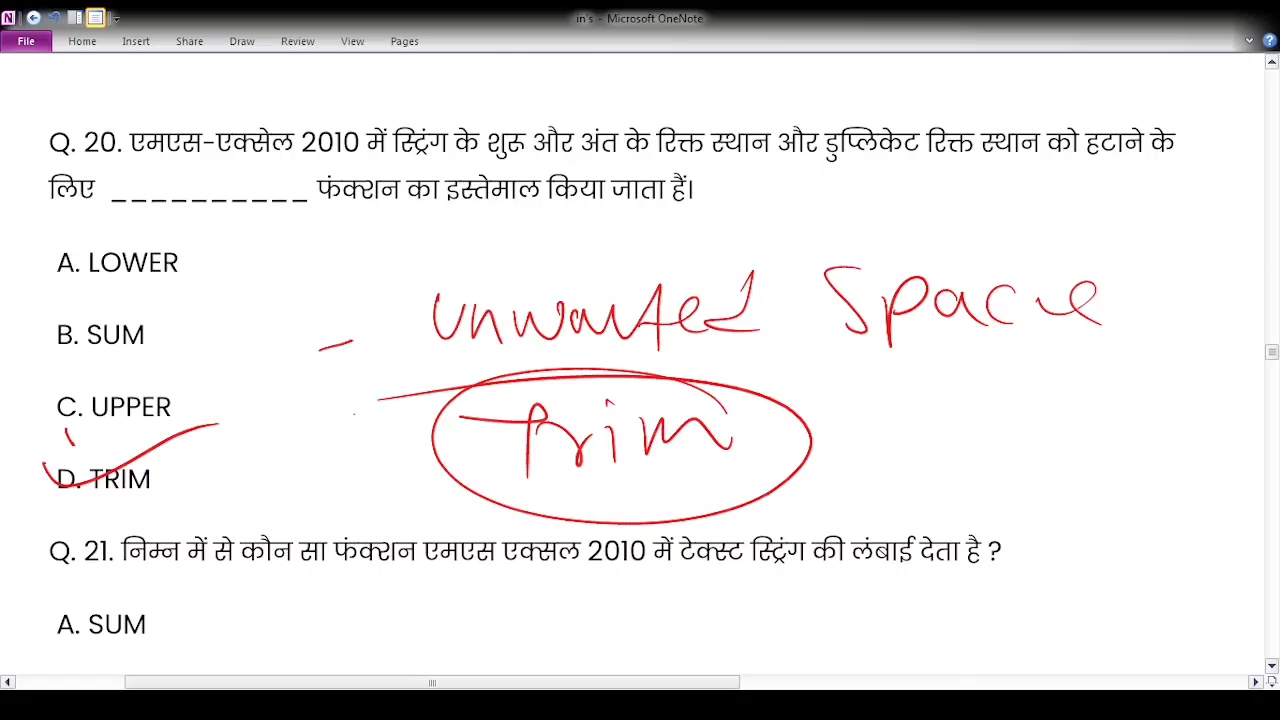 in s - Microsoft OneNote
File Home Insert Share Draw Review View Pages
Q. 20. एमएस-एक्सेल 2010 में स्ट्रिंग के शुरू और अंत के रिक्त स्थान और डुप्लिकेट रिक्त स्थान को हटाने के
लिए __________ फंक्शन का इस्तेमाल किया जाता हैं।
A. LOWER
unwanted space
B. SUM
C. UPPER
Trim
D. TRIM
Q. 21. निम्न में से कौन सा फंक्शन एमएस एक्सल 2010 में टेक्स्ट स्ट्रिंग की लंबाई देता है ?
A. SUM